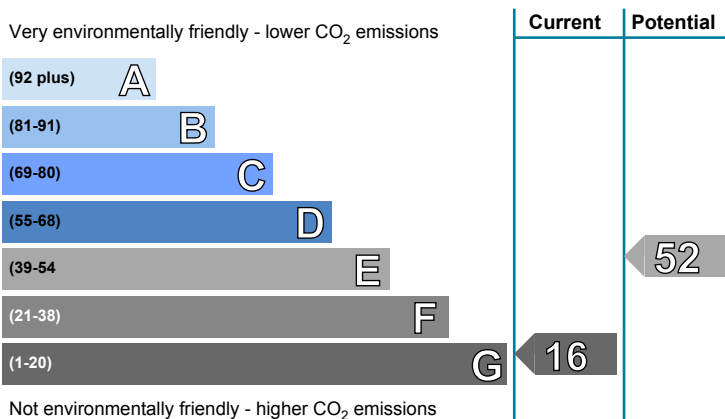 Current Potential
Very environmentally friendly - lower CO2 emissions
(92 plus) A
(81-91) B
(69-80) C
(55-68) D
(39-54 E
52
(21-38) F
(1-20) G 16
Not environmentally friendly - higher CO2 emissions